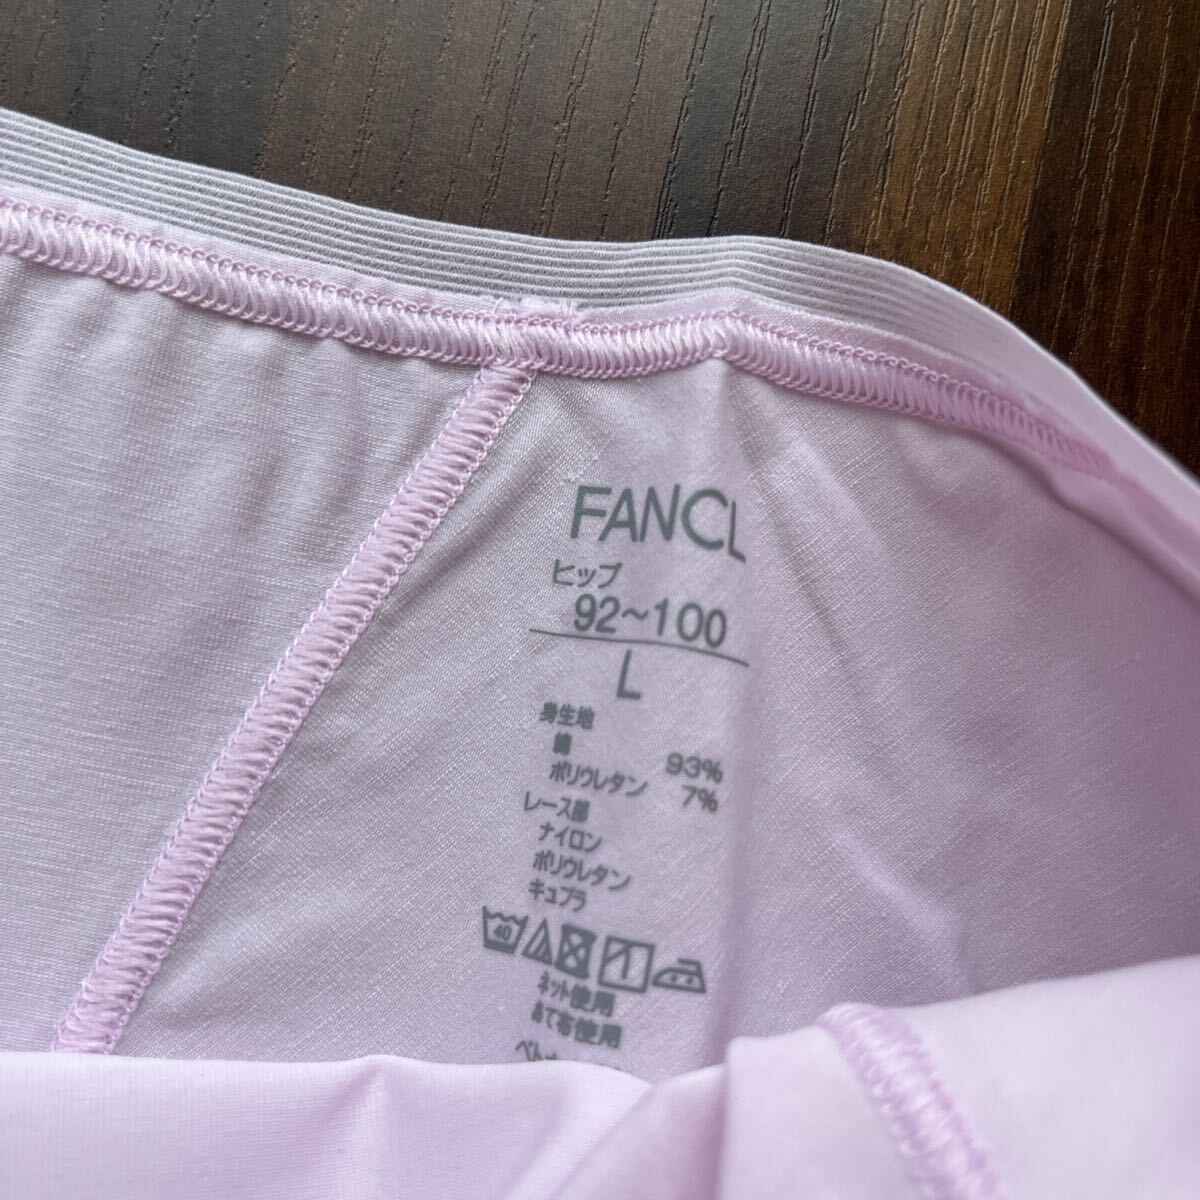 FANCL
ヒップ
92~100
L
身生地
綿 93%
ポリウレタン 7%
レース部
ナイロン
ポリウレタン
キュプラ
40
ネット使用
あて布使用